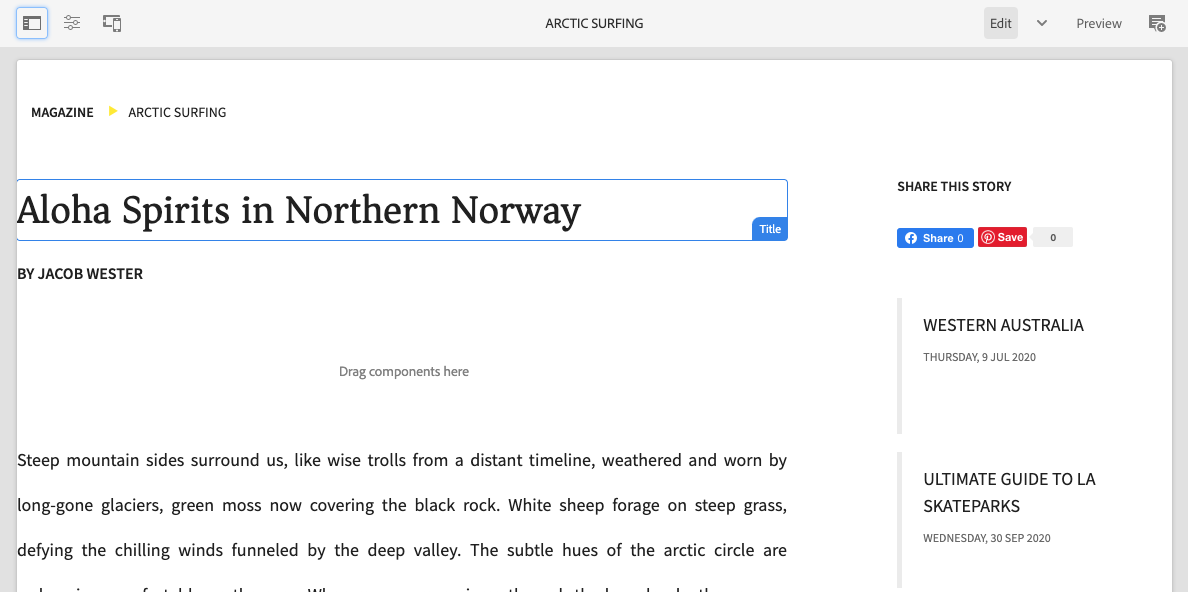 ARCTIC SURFING
Edit
Preview
MAGAZINE ARCTIC SURFING
Aloha Spirits in Northern Norway
Title
BY JACOB WESTER
Drag components here
Steep mountain sides surround us, like wise trolls from a distant timeline, weathered and worn by
long-gone glaciers, green moss now covering the black rock. White sheep forage on steep grass,
defying the chilling winds funneled by the deep valley. The subtle hues of the arctic circle are
SHARE THIS STORY
Share 0
Save
0
WESTERN AUSTRALIA
THURSDAY, 9 JUL 2020
ULTIMATE GUIDE TO LA
SKATEPARKS
WEDNESDAY, 30 SEP 2020